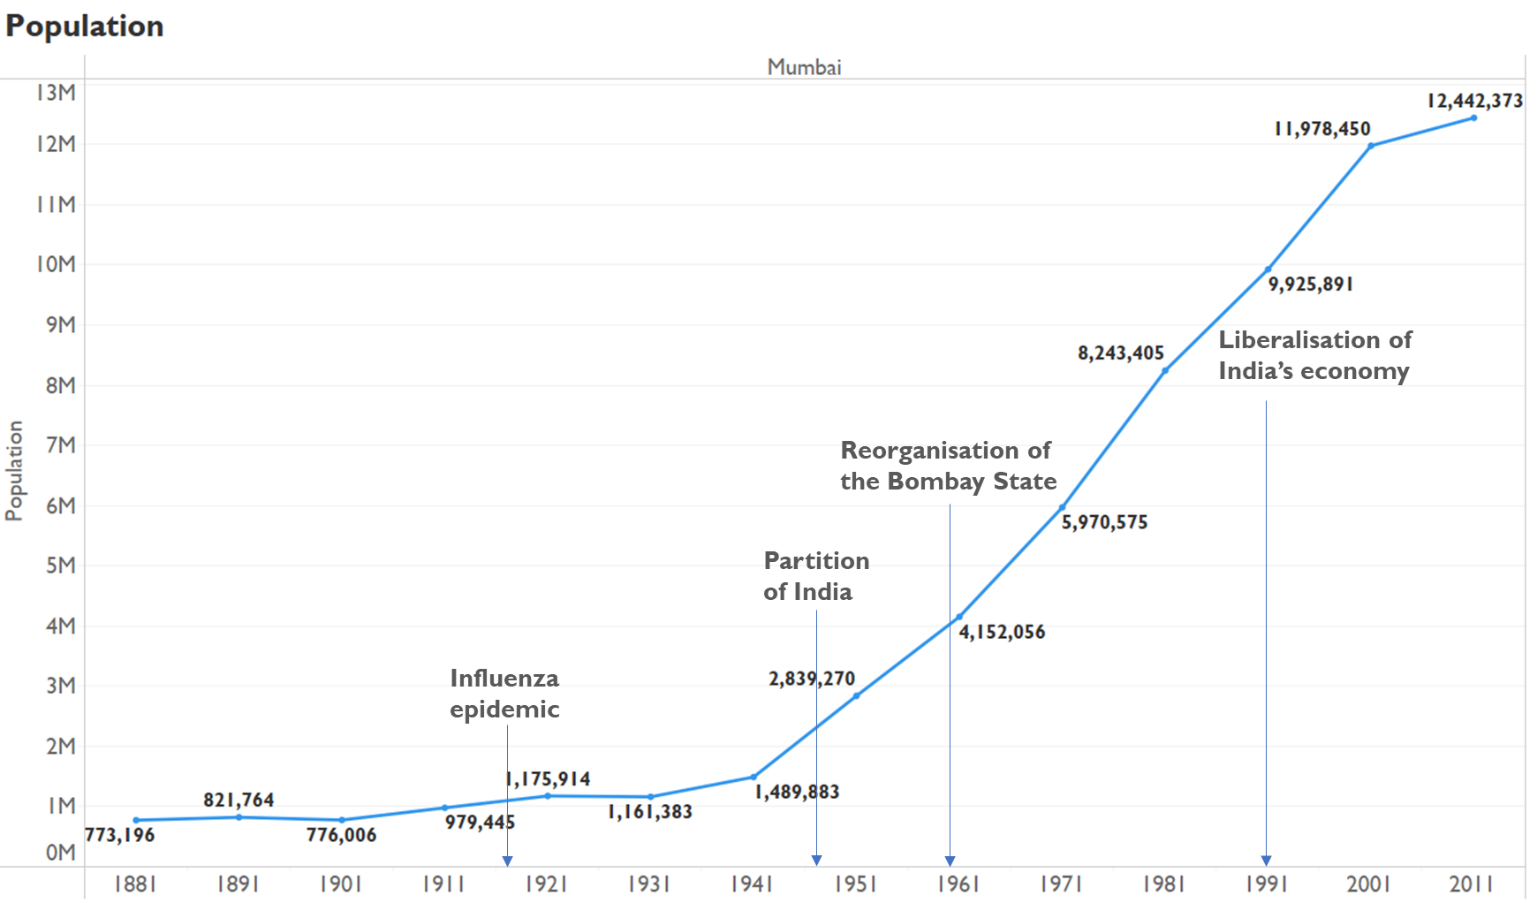 Population
Mumbai
13M
12,442,373
11,978,450
12M
11M
10M
9,925,891
9M
Liberalisation of
India's economy
8,243,405
8M
Population
7M
Reorganisation of
the Bombay State
6M
5,970,575
5M
Partition
of India
4M
4,152,056
3M
2,839,270
Influenza
epidemic
2M
1,175,914
1,489,883
1M
821,764
1,161,383
979,445
773,196
776,006
0M
1881 1891 1901 1911 1921 1931 1941 1951 1961 1971 1981 1991 2001 2011